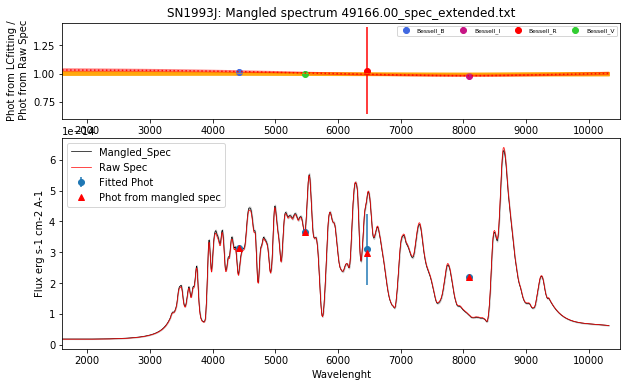 SN1993J: Mangled spectrum 49166.00_spec_extended.txt
Phot from LCfitting /
Phot from Raw Spec
1.25
1.00
0.75
Bessell_B
Bessell_I
Bessell_R
Bessell_V
2000 3000 4000 5000 6000 7000 8000 9000 10000
1e−14
Flux erg s-1 cm-2 A-1
6
5
4
3
2
1
0
Mangled_Spec
Raw Spec
Fitted Phot
Phot from mangled spec
2000 3000 4000 5000 6000 7000 8000 9000 10000
Wavelenght